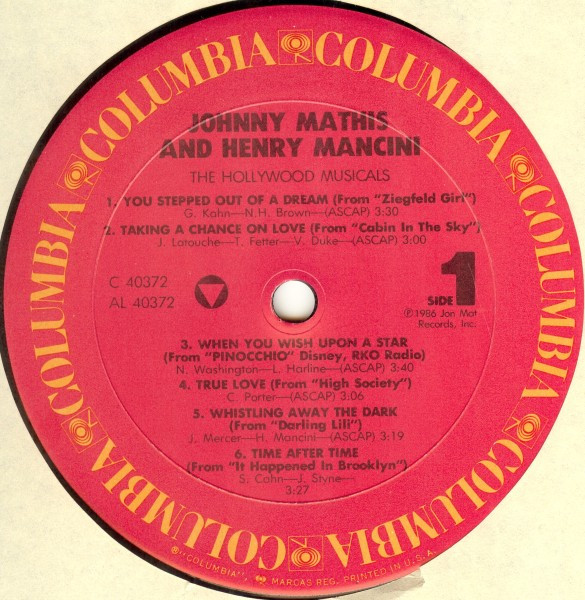 COLUMBIA COLUMBIA COLUMBIA COLUMBIA COLUMBIA COLUMBIA
JOHNNY MATHIS
AND HENRY MANCINI
THE HOLLYWOOD MUSICALS
1. YOU STEPPED OUT OF A DREAM (From "Ziegfeld Girl")
G. Kahn—N.H. Brown—(ASCAP) 3:30
2. TAKING A CHANCE ON LOVE (From "Cabin In The Sky")
J. Latouche—T. Fetter—V. Duke—(ASCAP) 3:00
C 40372
AL 40372
SIDE 1
℗1986 Jon Mat
Records, Inc.
3. WHEN YOU WISH UPON A STAR
(From "PINOCCHIO" Disney, RKO Radio)
N. Washington—L. Harline—(ASCAP) 3:40
4. TRUE LOVE (From "High Society")
C. Porter—(ASCAP) 3:06
5. WHISTLING AWAY THE DARK
(From "Darling Lili")
J. Mercer—H. Mancini—(ASCAP) 3:19
6. TIME AFTER TIME
(From "It Happened In Brooklyn")
S. Cahn—J. Styne—
3:27
® "COLUMBIA", MARCAS REG. PRINTED IN U.S.A.